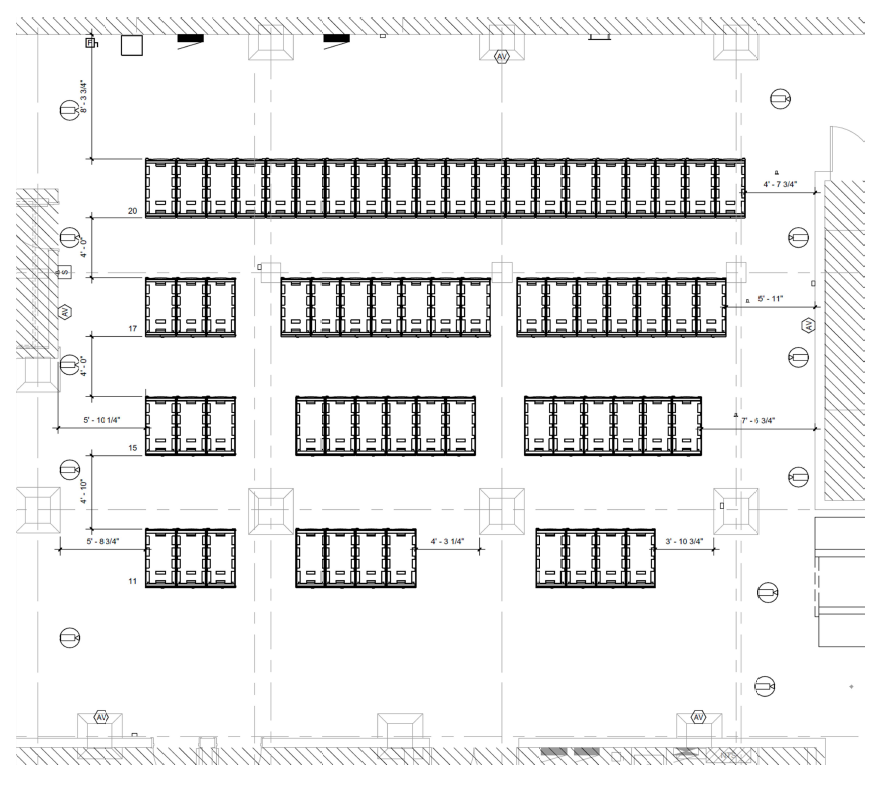 AV
8' - 3 3/4"
4' - 7 3/4"
20
4' - 0"
S
AV
5' - 11"
AV
17
4' - 0"
5' - 10 1/4"
7' - 6 3/4"
15
4' - 10"
5' - 8 3/4"
4' - 3 1/4"
3' - 10 3/4"
11
AV
AV